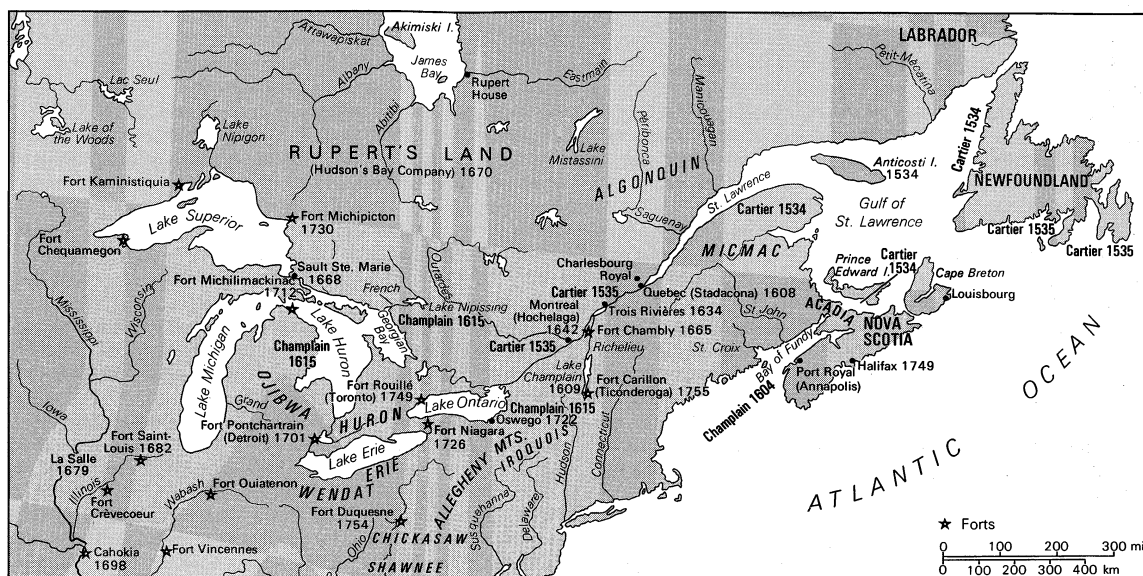 Akimiski I.
LABRADOR
Attawapiskat
Petit-Mécatina
James
Bay
Albany
Eastmain
Lac Seul
Rupert
House
Manicouagan
Abitibi
Lake of
the Woods
Lake
Nipigon
Péribonca
Lake
Mistassini
Cartier 1534
RUPERT'S LAND
(Hudson's Bay Company) 1670
ALGONQUIN
Anticosti I.
1534
NEWFOUNDLAND
Fort Kaministiquia
St. Lawrence
Lake Superior
Fort Michipicton
1730
Saguenay
Cartier 1534
Gulf of
St. Lawrence
Fort
Chequamegon
MICMAC
Cartier 1535
Cartier 1535
Sault Ste. Marie
1668
Charlesbourg
Royal
Prince
Edward I.
Cartier
1534
Cape Breton
Fort Michilimackinac
1712
French
Outardes
Lake Nipissing
Cartier 1535
Quebec (Stadacona) 1608
Louisbourg
Mississippi
Wisconsin
Champlain 1615
Montreal
(Hochelaga)
1642
Trois Rivières 1634
St. John
ACADIA
NOVA
SCOTIA
Georgian
Bay
Lake Huron
Fort Chambly 1665
Cartier 1535
Richelieu
St. Croix
Bay of Fundy
Champlain
1615
Lake Michigan
Lake
Champlain
1609
Halifax 1749
Port Royal
(Annapolis)
OJIBWA
Fort Rouillé
(Toronto) 1749
Fort Carillon
(Ticonderoga) 1755
Champlain 1604
OCEAN
Iowa
Grand
Lake Ontario
Champlain 1615
Oswego 1722
HURON
Fort Pontchartrain
(Detroit) 1701
Fort Niagara
1726
Fort Saint-
Louis 1682
La Salle
1679
Lake Erie
ERIE
ALLEGHENY MTS.
IROQUOIS
Hudson
Connecticut
ATLANTIC
Illinois
Fort
Crèvecoeur
Wabash
Fort Ouiatenon
WENDAT
Fort Duquesne
1754
Susquehanna
Delaware
CHICKASAW
Ohio
SHAWNEE
Cahokia
1698
Fort Vincennes
Forts
0 100 200 300 mi
0 100 200 300 400 km